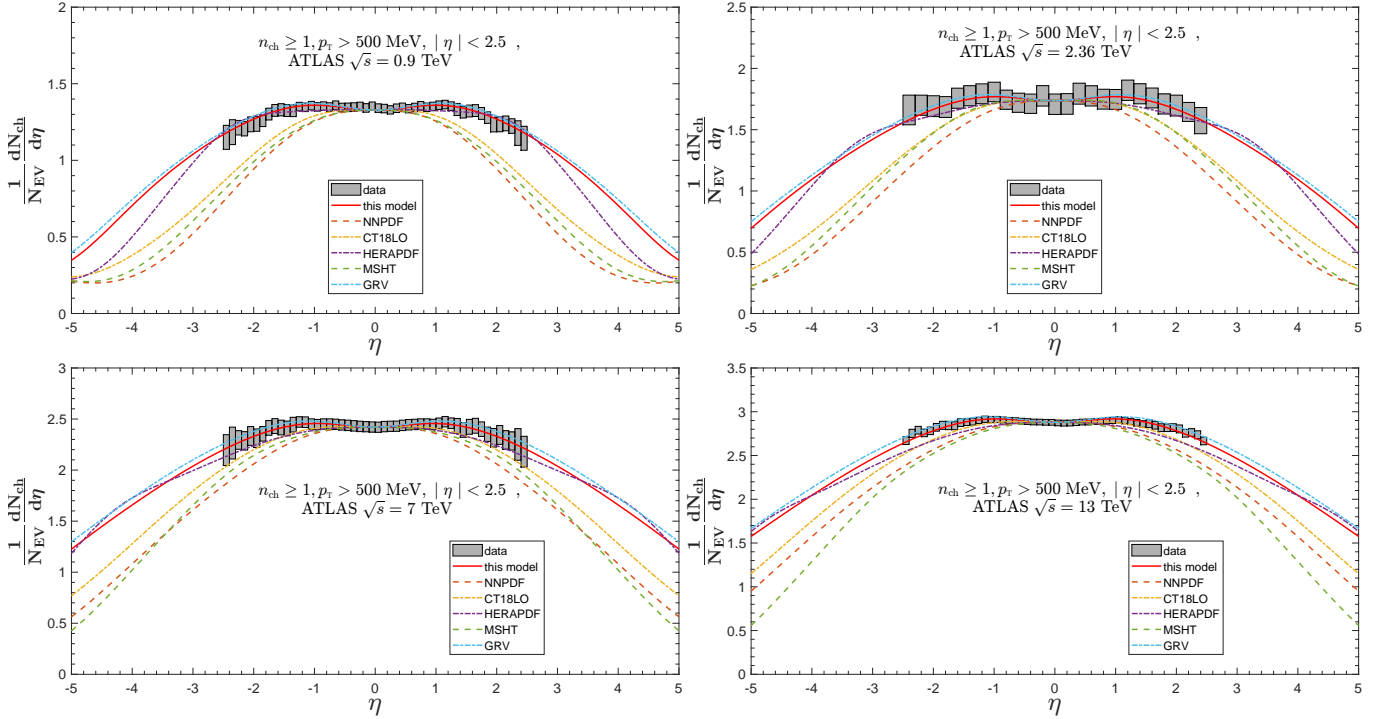 2
1.5
1
0.5
0
-5 -4 -3 -2 -1 0 1 2 3 4 5
η
1/N_EV dN_ch/dη
n_ch ≥ 1, p_T > 500 MeV, | η | < 2.5 ,
ATLAS √s = 0.9 TeV
data
this model
NNPDF
CT18LO
HERAPDF
MSHT
GRV
2.5
2
1.5
1
0.5
0
-5 -4 -3 -2 -1 0 1 2 3 4 5
η
1/N_EV dN_ch/dη
n_ch ≥ 1, p_T > 500 MeV, | η | < 2.5 ,
ATLAS √s = 2.36 TeV
data
this model
NNPDF
CT18LO
HERAPDF
MSHT
GRV
3
2.5
2
1.5
1
0.5
0
-5 -4 -3 -2 -1 0 1 2 3 4 5
η
1/N_EV dN_ch/dη
n_ch ≥ 1, p_T > 500 MeV, | η | < 2.5 ,
ATLAS √s = 7 TeV
data
this model
NNPDF
CT18LO
HERAPDF
MSHT
GRV
3.5
3
2.5
2
1.5
1
0.5
0
-5 -4 -3 -2 -1 0 1 2 3 4 5
η
1/N_EV dN_ch/dη
n_ch ≥ 1, p_T > 500 MeV, | η | < 2.5 ,
ATLAS √s = 13 TeV
data
this model
NNPDF
CT18LO
HERAPDF
MSHT
GRV